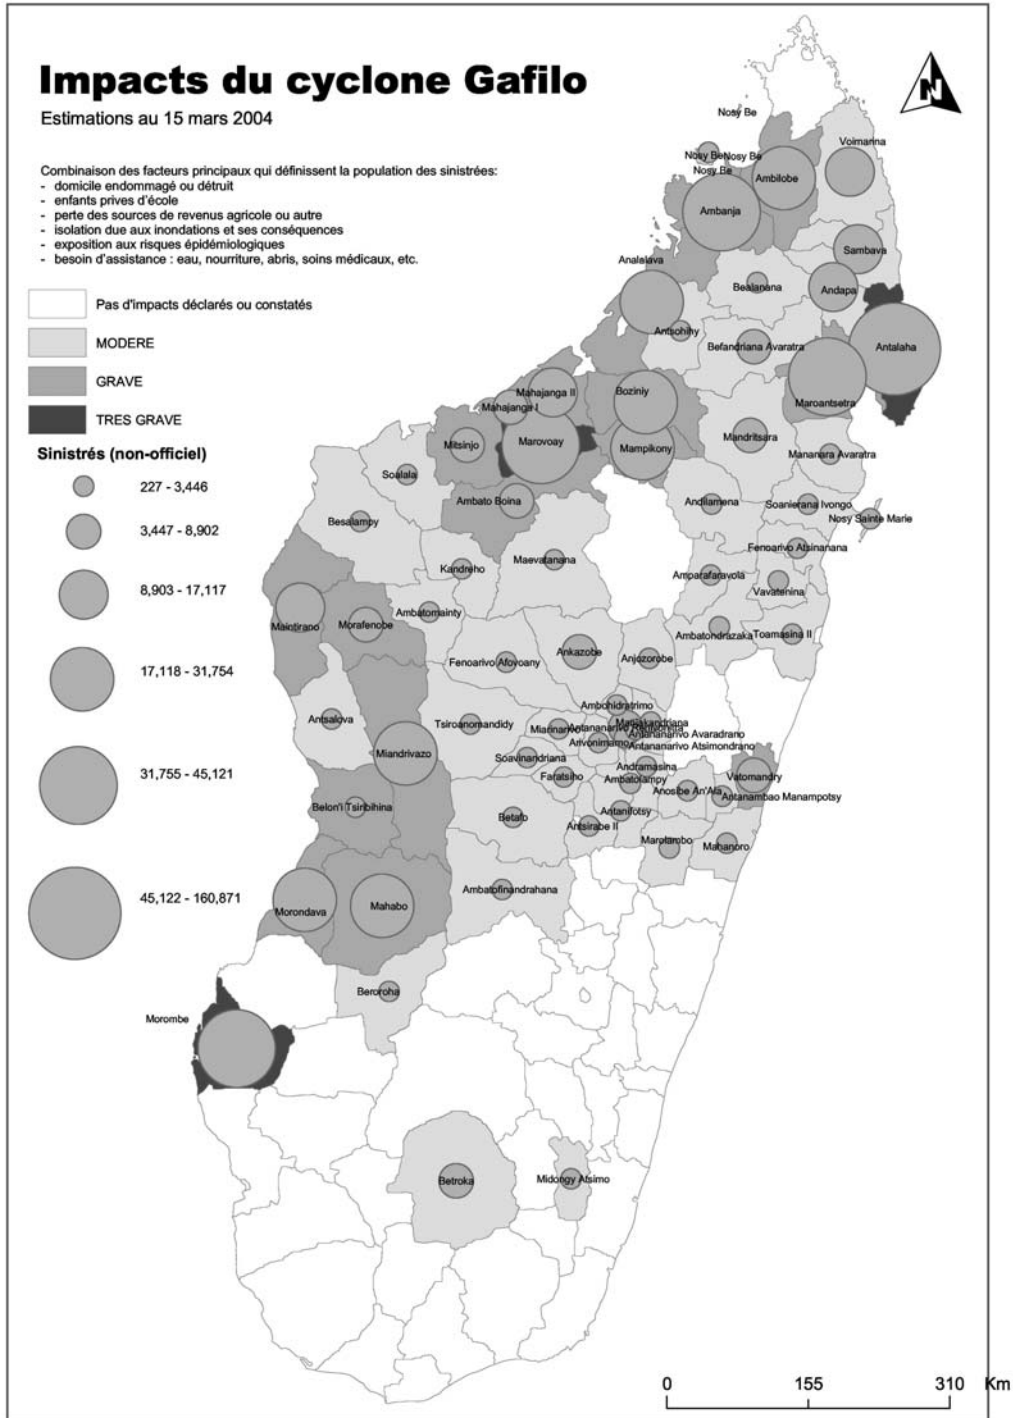 Impacts du cyclone Gafilo
Estimations au 15 mars 2004
N
Combinaison des facteurs principaux qui définissent la population des sinistrées:
- domicile endommagé ou détruit
- enfants prives d'école
- perte des sources de revenus agricole ou autre
- isolation due aux inondations et ses conséquences
- exposition aux risques épidémiologiques
- besoin d'assistance : eau, nourriture, abris, soins médicaux, etc.
Pas d'impacts déclarés ou constatés
MODERE
GRAVE
TRES GRAVE
Sinistrés (non-officiel)
227 - 3,446
3,447 - 8,902
8,903 - 17,117
17,118 - 31,754
31,755 - 45,121
45,122 - 160,871
Nosy Be
Voimarina
Nosy Be
Nosy Be
Nosy Be
Ambilobe
Ambanja
Sambava
Analalava
Bealanana
Andapa
Antsohihy
Befandriana Avaratra
Antalaha
Mahajanga II
Boziniy
Maroantsetra
Mahajanga I
Mitsinjo
Marovoay
Mampikony
Mandritsara
Mananara Avaratra
Soalala
Ambato Boina
Andilamena
Soanierana Ivongo
Besalampy
Nosy Sainte Marie
Fenoarivo Atsinanana
Maevatanana
Kandreho
Amparafaravola
Vavatenina
Maintirano
Morafenobe
Ambatomainty
Ambatondrazaka
Toamasina II
Fenoarivo Afovoany
Ankazobe
Anjozorobe
Ambohidratrimo
Antsalova
Tsiroanomandidy
Miarinarivo
Manjakandriana
Antananarivo Avaradrano
Arivonimamo
Antananarivo Atsimondrano
Miandrivazo
Soavinandriana
Andramasina
Faratsiho
Ambatolampy
Vatomandry
Anosibe An'Ala
Antanambao Manampotsy
Belon'i Tsiribihina
Betafo
Antanifotsy
Antsirabe II
Marolambo
Mahanoro
Ambatofinandrahana
Morondava
Mahabo
Beroroha
Morombe
Betroka
Midongy Atsimo
0 155 310 Km